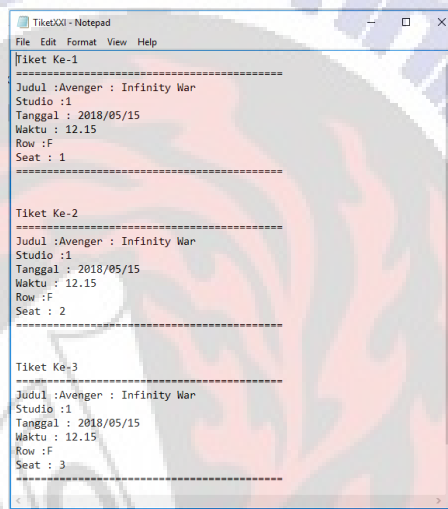 TiketXXI - Notepad
File Edit Format View Help
Tiket Ke-1
==========================================
Judul :Avenger : Infinity War
Studio :1
Tanggal : 2018/05/15
Waktu : 12.15
Row :F
Seat : 1
==========================================
Tiket Ke-2
==========================================
Judul :Avenger : Infinity War
Studio :1
Tanggal : 2018/05/15
Waktu : 12.15
Row :F
Seat : 2
==========================================
Tiket Ke-3
==========================================
Judul :Avenger : Infinity War
Studio :1
Tanggal : 2018/05/15
Waktu : 12.15
Row :F
Seat : 3
==========================================